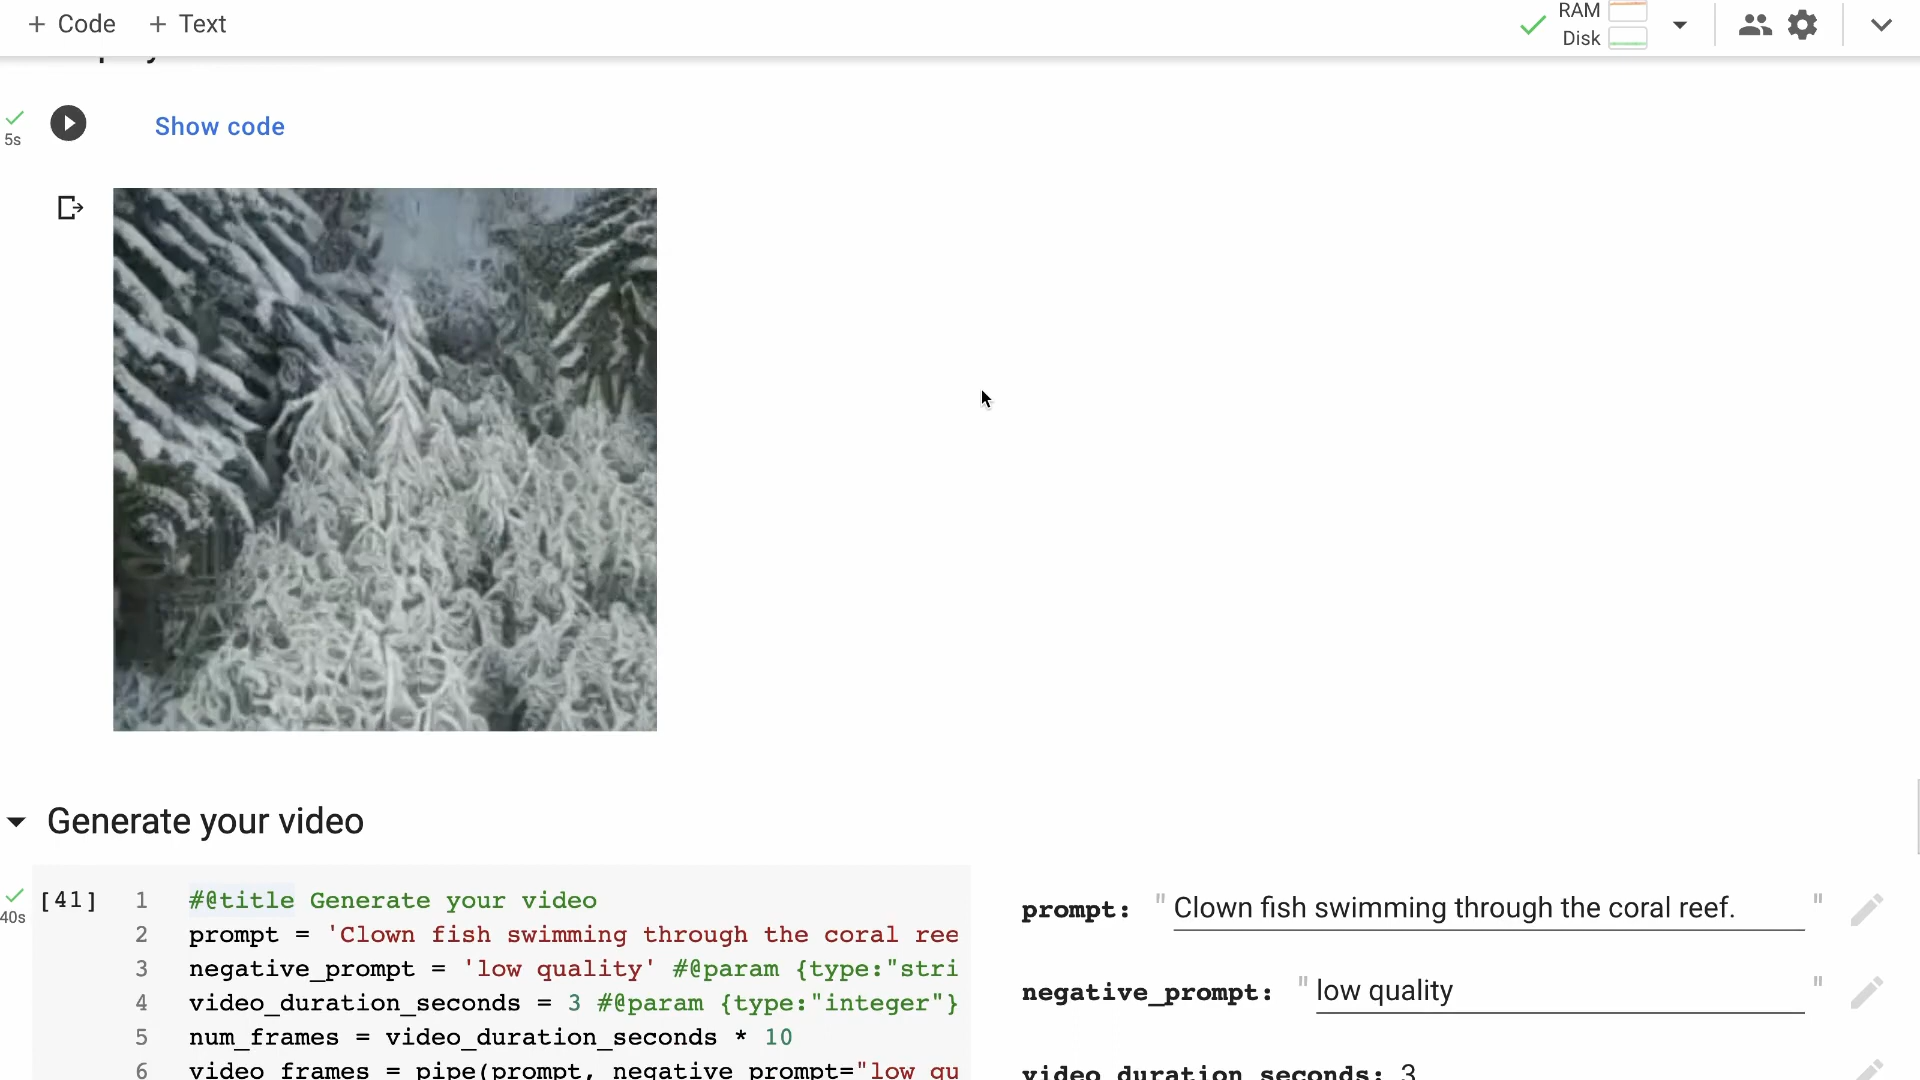 + Code + Text
RAM
Disk
5s
Show code
Generate your video
[41]
40s
1 #@title Generate your video
2 prompt = 'Clown fish swimming through the coral ree
3 negative_prompt = 'low quality' #@param {type:"stri
4 video_duration_seconds = 3 #@param {type:"integer"}
5 num_frames = video_duration_seconds * 10
6 video_frames = pipe(prompt, negative_prompt="low qu
prompt: " Clown fish swimming through the coral reef. "
negative_prompt: " low quality "
video_duration_seconds: 3